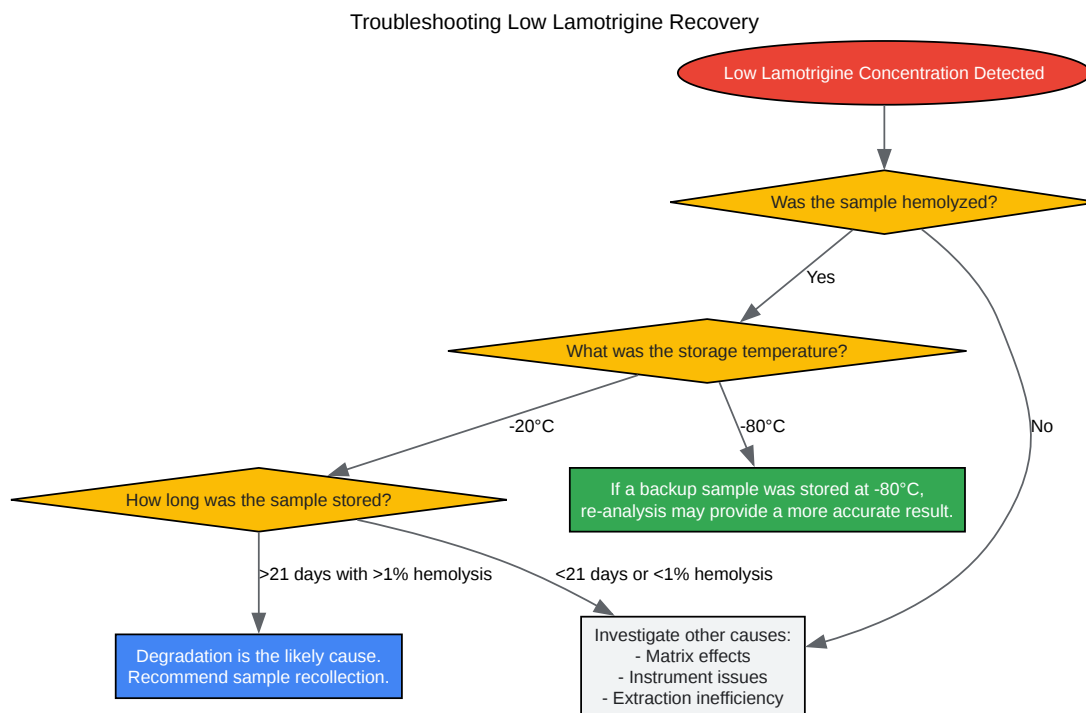 Troubleshooting Low Lamotrigine Recovery
Low Lamotrigine Concentration Detected
Was the sample hemolyzed?
Yes
What was the storage temperature?
-20°C
-80°C
No
How long was the sample stored?
If a backup sample was stored at -80°C,
re-analysis may provide a more accurate result.
>21 days with >1% hemolysis
<21 days or <1% hemolysis
Degradation is the likely cause.
Recommend sample recollection.
Investigate other causes:
- Matrix effects
- Instrument issues
- Extraction inefficiency